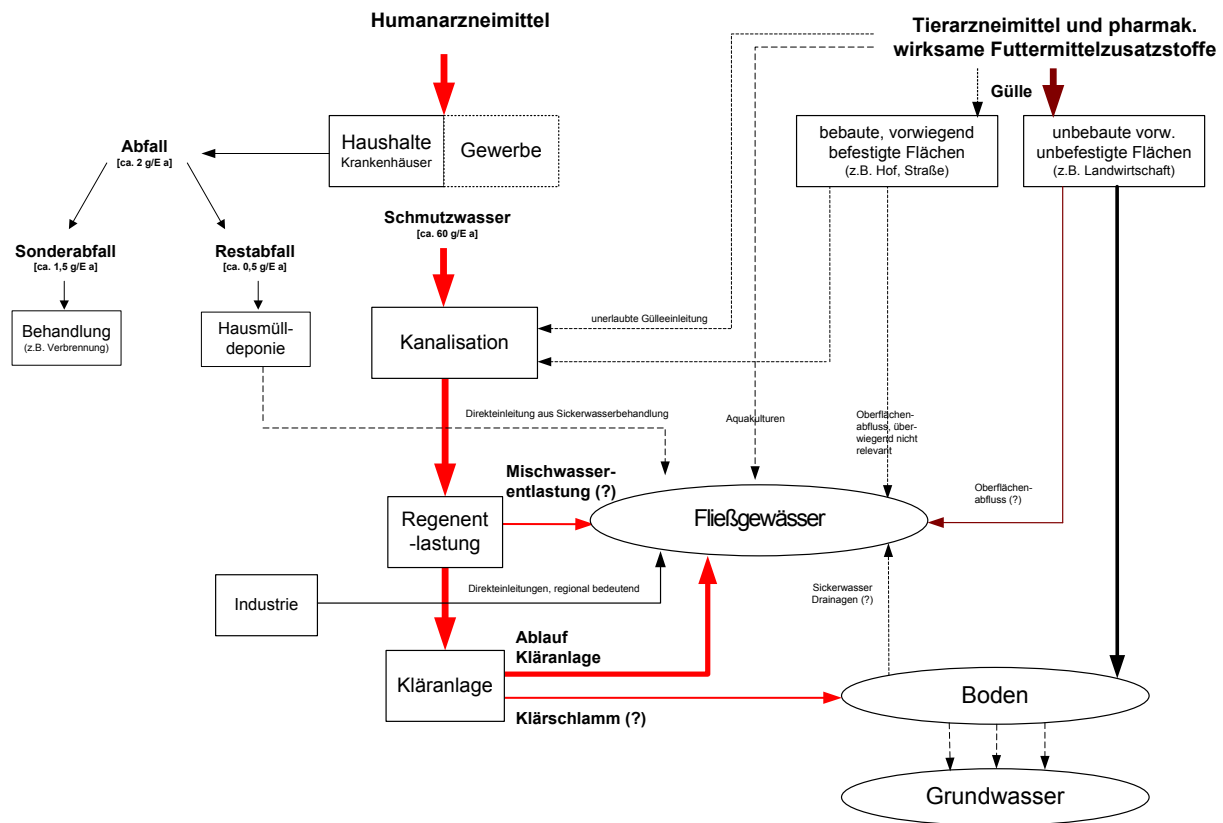 Humanarzneimittel
Tierarzneimittel und pharmak.
wirksame Futtermittelzusatzstoffe
Gülle
Haushalte
Krankenhäuser
Gewerbe
bebaute, vorwiegend
befestigte Flächen
(z.B. Hof, Straße)
unbebaute vorw.
unbefestigte Flächen
(z.B. Landwirtschaft)
Abfall
[ca. 2 g/E a]
Schmutzwasser
[ca. 60 g/E a]
Sonderabfall
[ca. 1,5 g/E a]
Restabfall
[ca. 0,5 g/E a]
Behandlung
(z.B. Verbrennung)
Hausmüll-
deponie
Kanalisation
unerlaubte Gülleeinleitung
Direkteinleitung aus Sickerwasserbehandlung
Aquakulturen
Oberflächen-
abfluss, über-
wiegend nicht
relevant
Mischwasser-
entlastung (?)
Oberflächen-
abfluss (?)
Regenent
-lastung
Fließgewässer
Industrie
Direkteinleitungen, regional bedeutend
Sickerwasser
Drainagen (?)
Ablauf
Kläranlage
Kläranlage
Klärschlamm (?)
Boden
Grundwasser